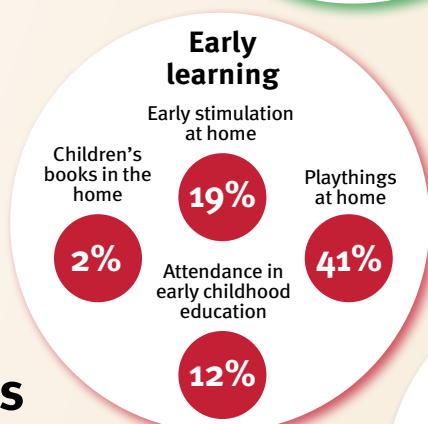 Early
learning
Early stimulation
at home
19%
Children's
books in the
home
2%
Playthings
at home
41%
Attendance in
early childhood
education
12%
s